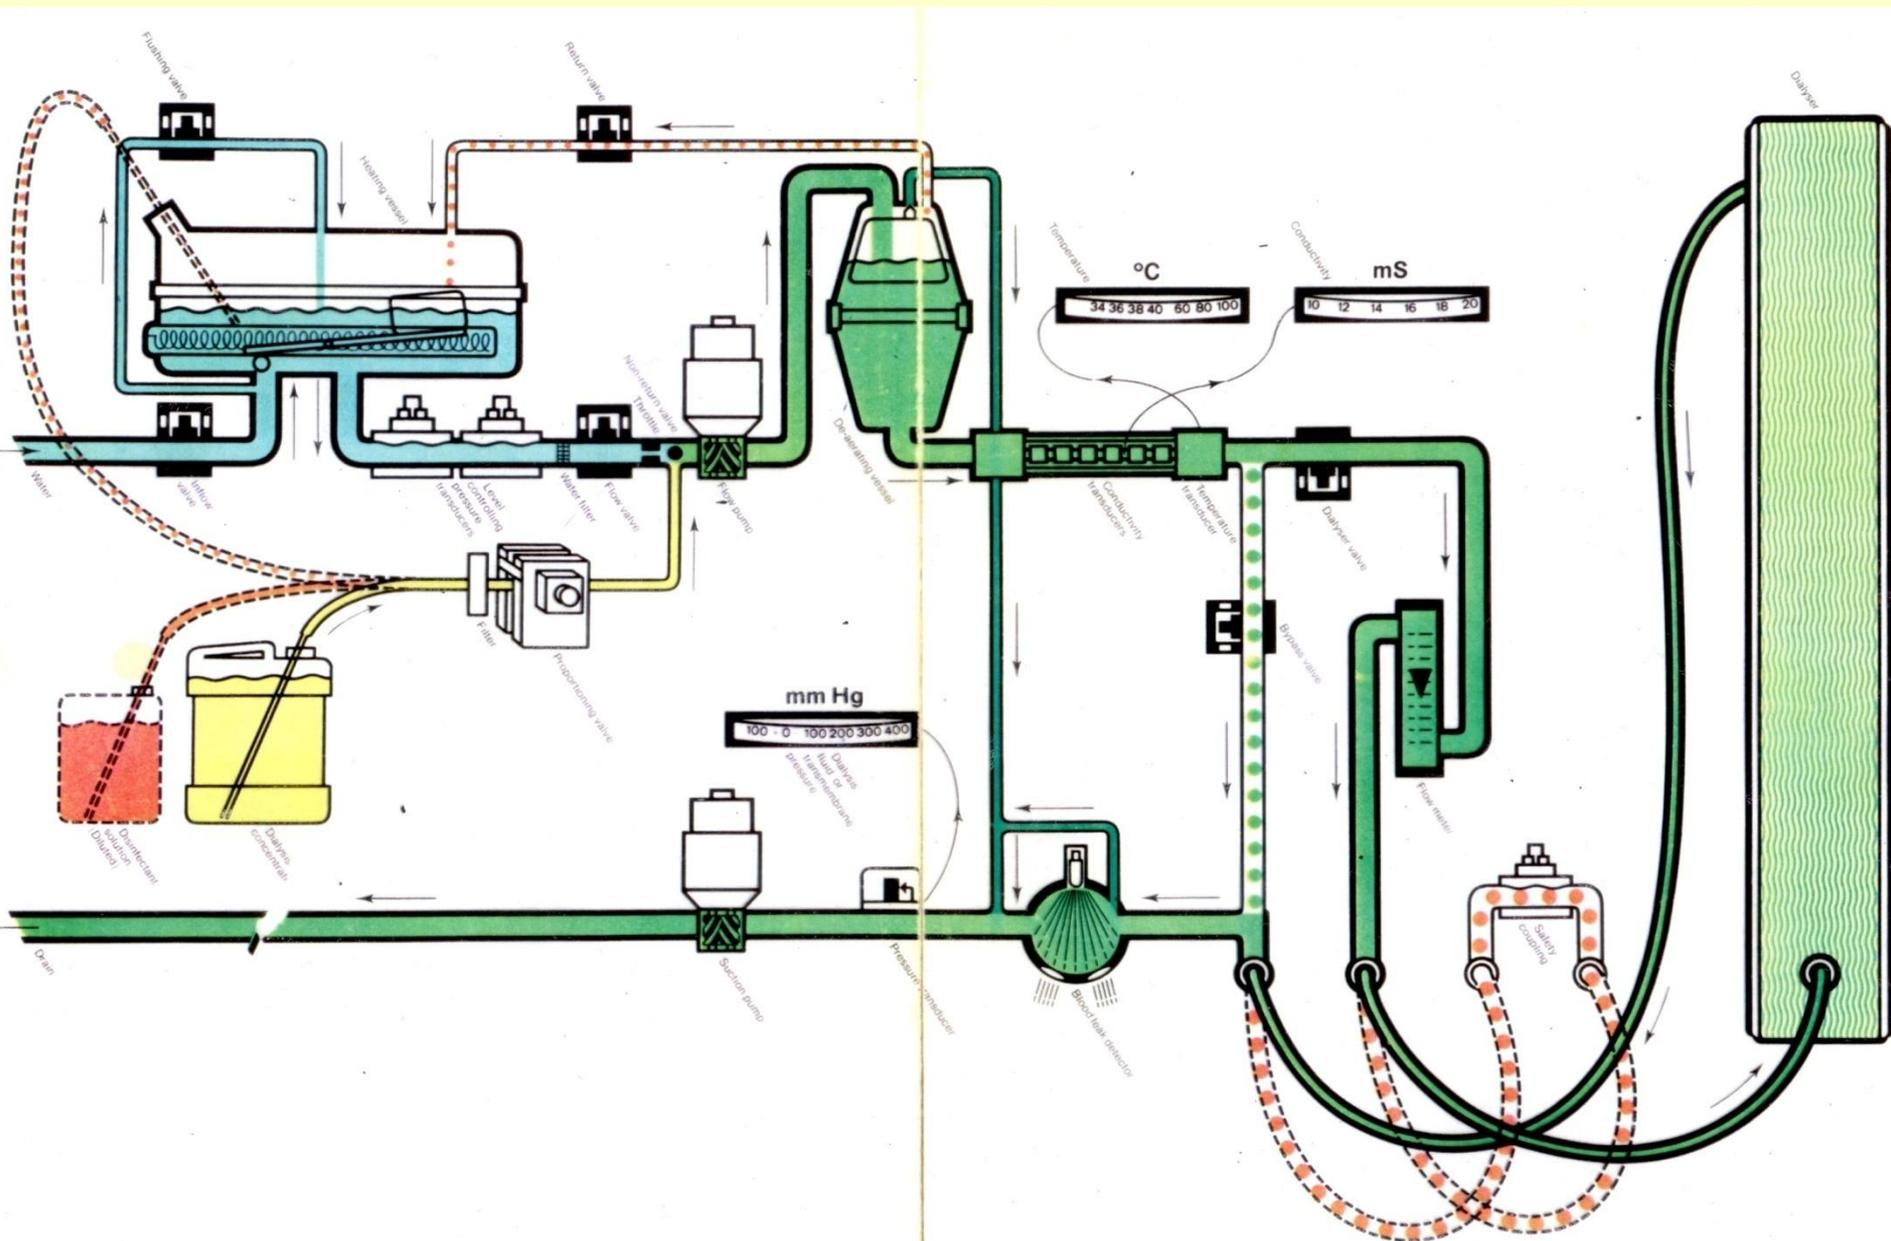 Flushing valve
Return valve
Dialyser
Heating vessel
Temperature
°C
34 36 38 40 60 80 100
Conductivity
mS
10 12 14 16 18 20
Non-return valve
Throttle
Water
Inflow
valve
Level
controlling
pressure
transducers
Water filter
Flow valve
Flow pump
De-aerating vessel
Conductivity
transducers
Temperature
transducer
Dialyser valve
Filter
Proportioning valve
Bypass valve
mm Hg
100 - 0 100 200 300 400
Dialysis
fluid or
transmembrane
pressure
Flow meter
Disinfectant
solution
(Diluted)
Dialysis
concentrat
Safety
coupling
Drain
Suction pump
Pressure transducer
Blood leak detector